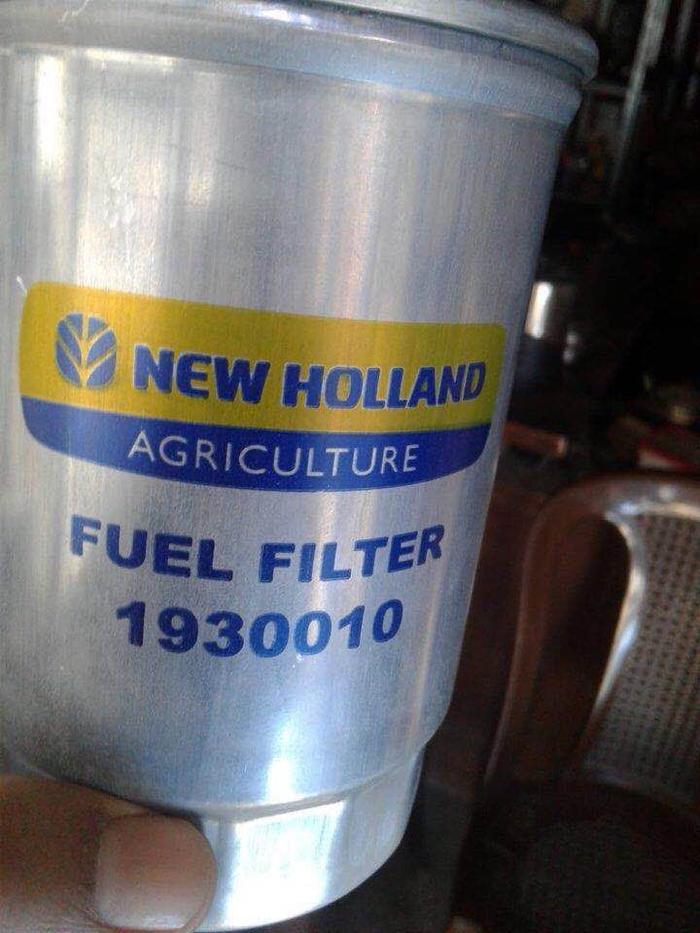 NEW HOLLAND
AGRICULTURE
FUEL FILTER
1930010